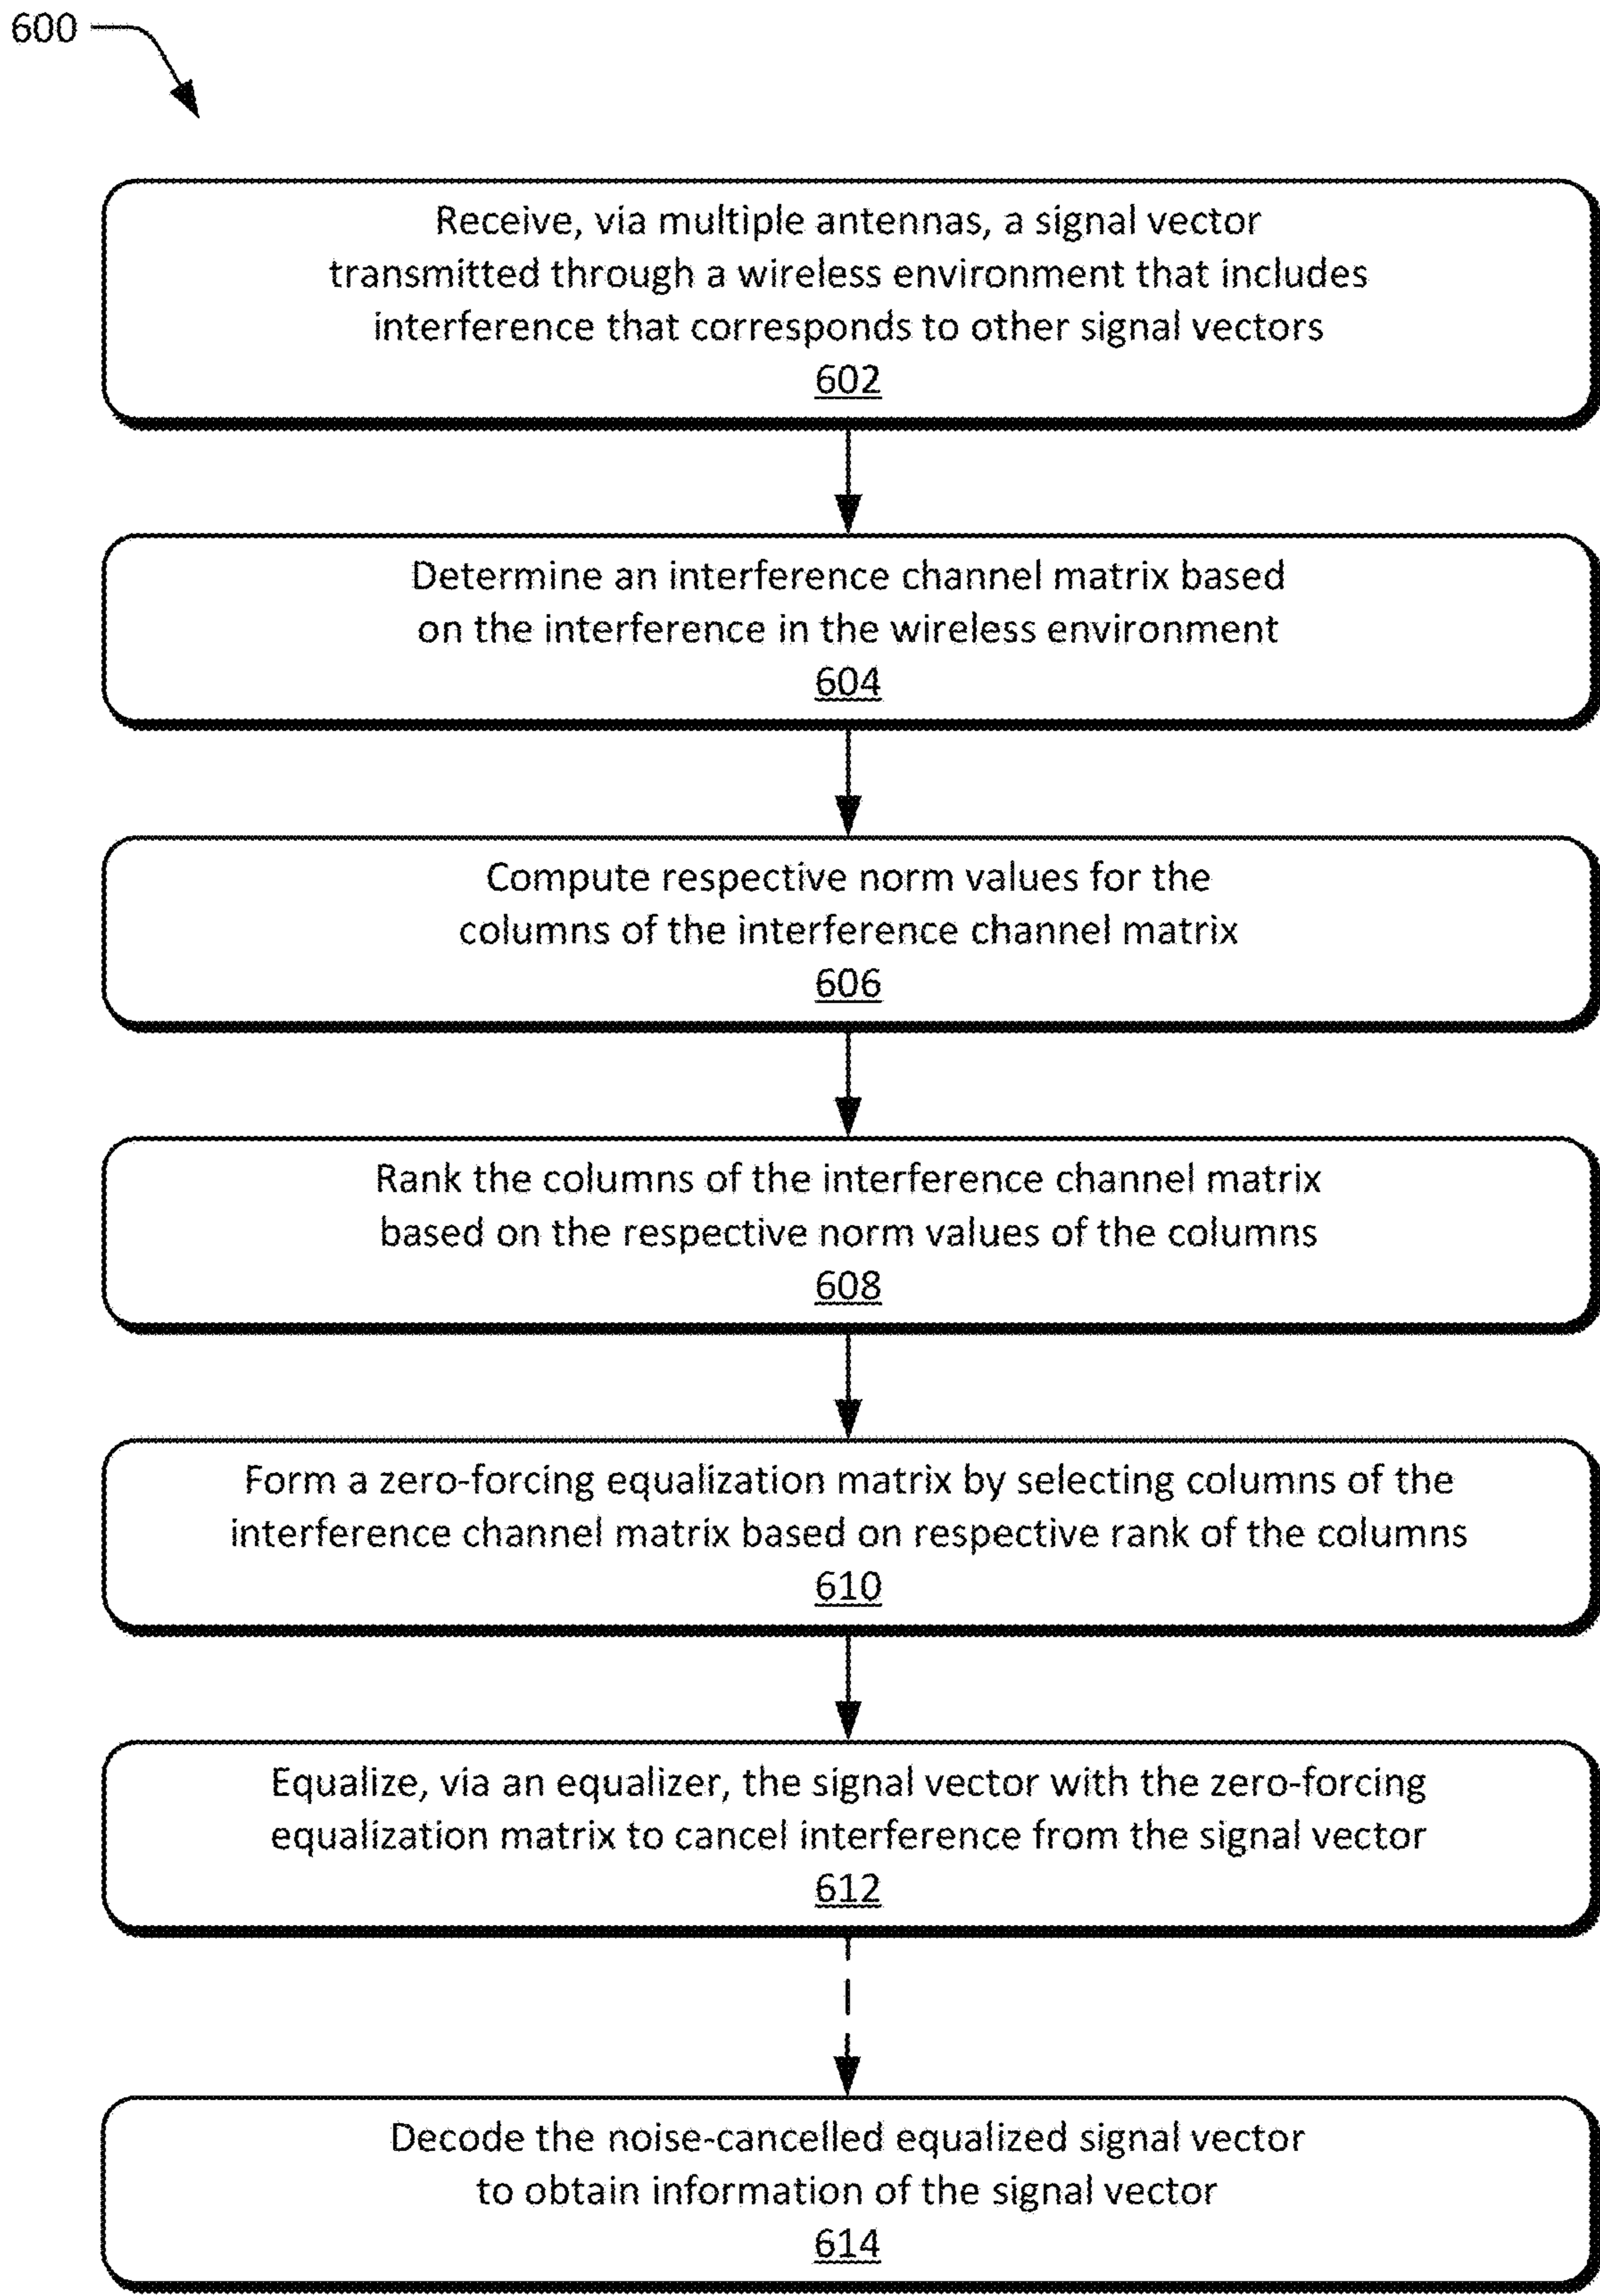 600
Receive, via multiple antennas, a signal vector
transmitted through a wireless environment that includes
interference that corresponds to other signal vectors
602
Determine an interference channel matrix based
on the interference in the wireless environment
604
Compute respective norm values for the
columns of the interference channel matrix
606
Rank the columns of the interference channel matrix
based on the respective norm values of the columns
608
Form a zero-forcing equalization matrix by selecting columns of the
interference channel matrix based on respective rank of the columns
610
Equalize, via an equalizer, the signal vector with the zero-forcing
equalization matrix to cancel interference from the signal vector
612
Decode the noise-cancelled equalized signal vector
to obtain information of the signal vector
614